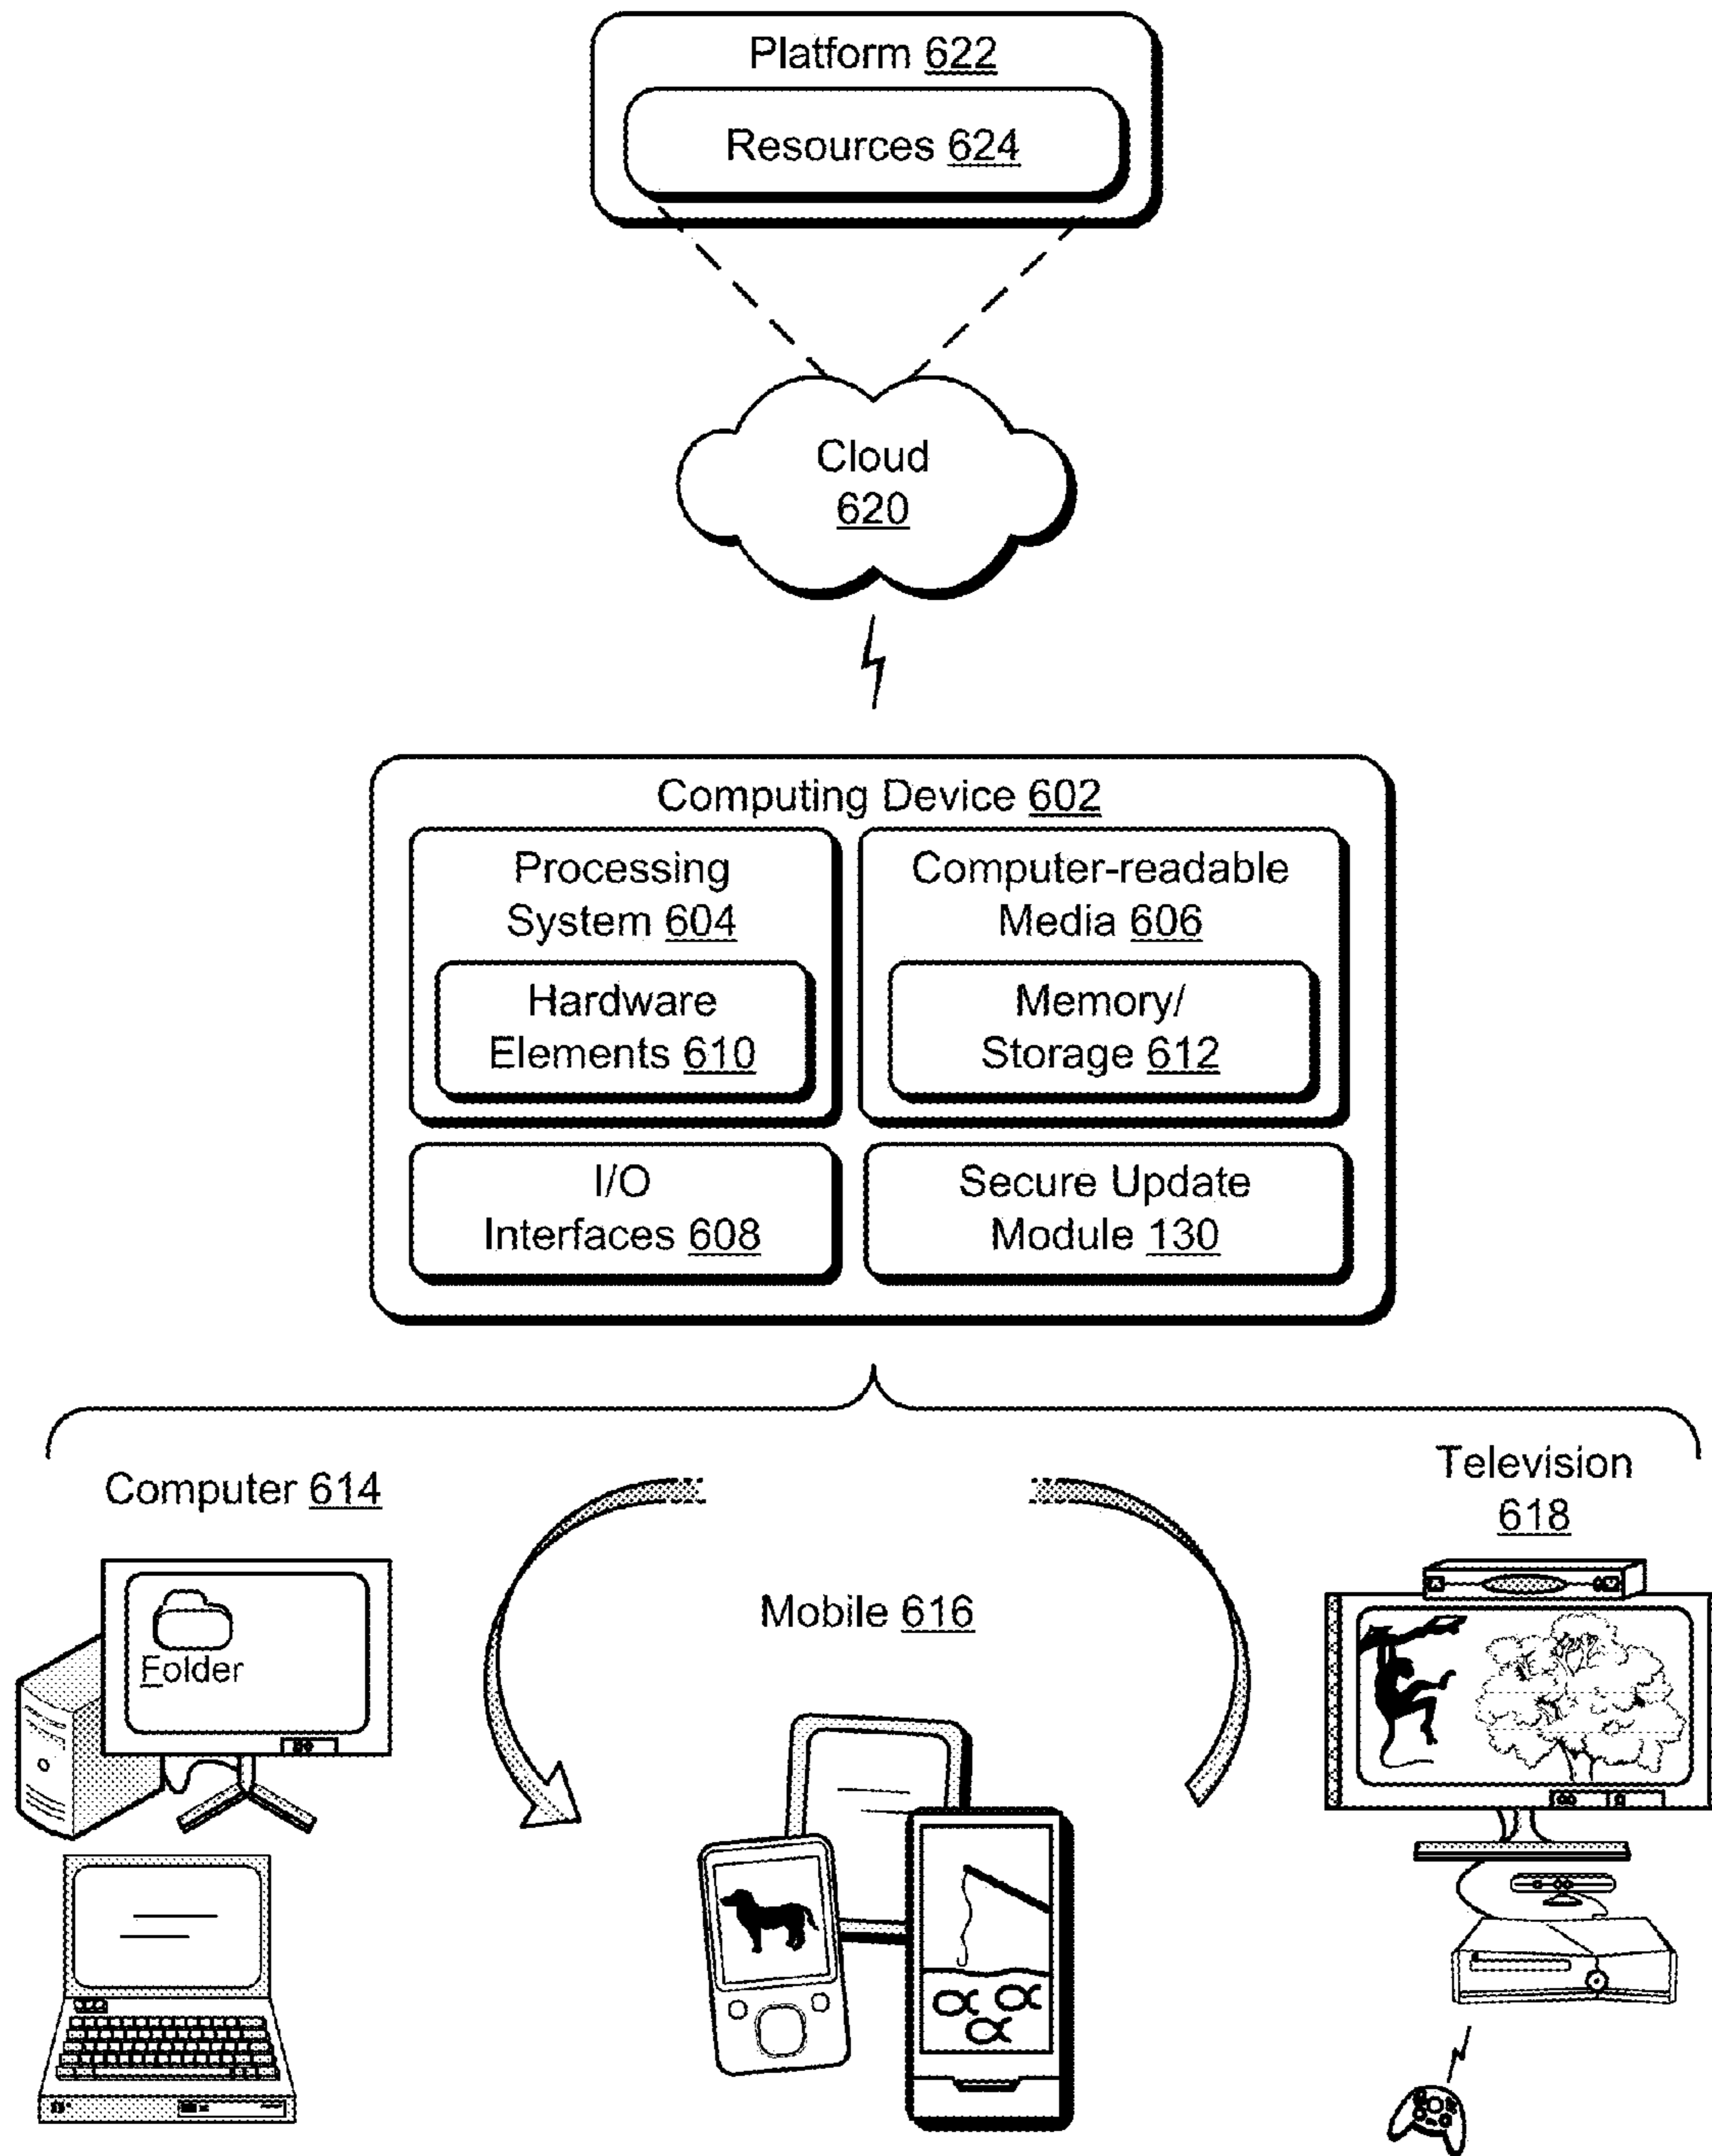 Platform 622
Resources 624
Cloud
620
Computing Device 602
Processing
System 604
Hardware
Elements 610
Computer-readable
Media 606
Memory/
Storage 612
I/O
Interfaces 608
Secure Update
Module 130
Computer 614
Folder
Mobile 616
Television
618